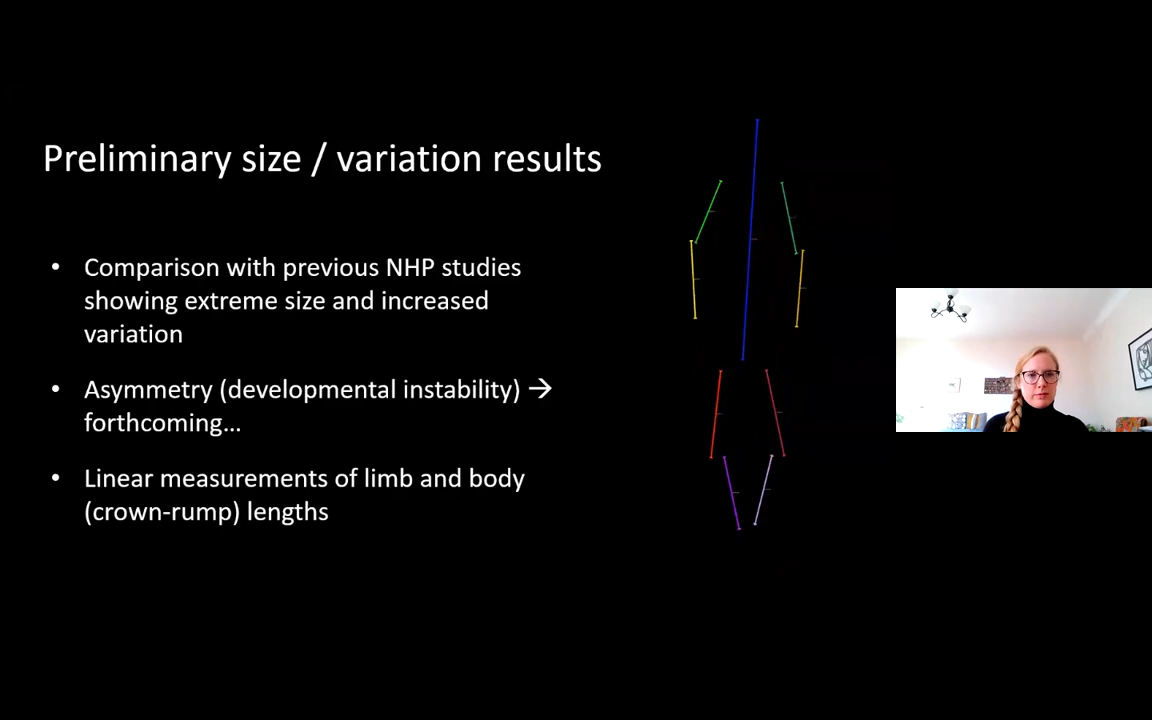 Preliminary size / variation results
• Comparison with previous NHP studies
showing extreme size and increased
variation
• Asymmetry (developmental instability) →
forthcoming…
• Linear measurements of limb and body
(crown-rump) lengths